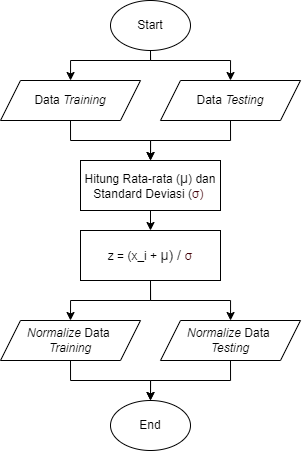 Start
Data Training
Data Testing
Hitung Rata-rata (μ) dan
Standard Deviasi (σ)
z = (x_i + μ) / σ
Normalize Data
Training
Normalize Data
Testing
End